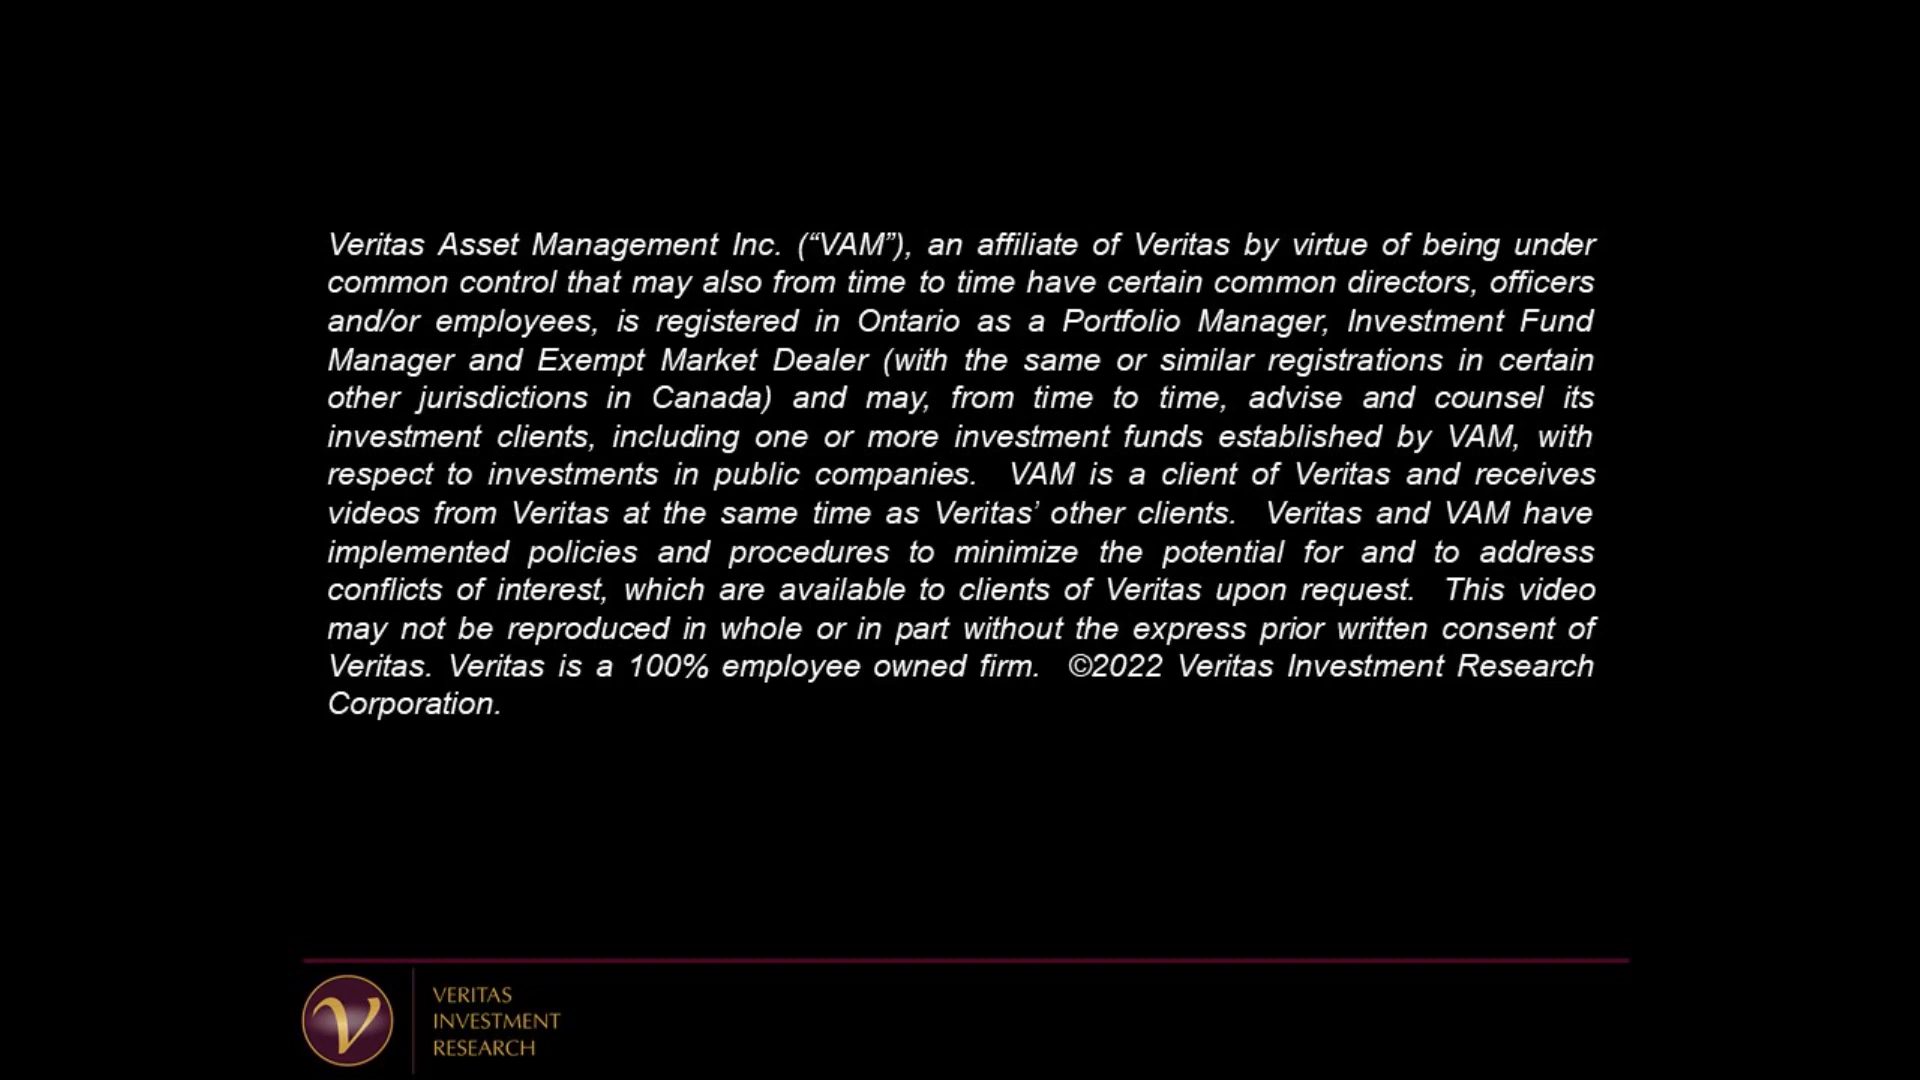 Veritas Asset Management Inc. (“VAM”), an affiliate of Veritas by virtue of being under
common control that may also from time to time have certain common directors, officers
and/or employees, is registered in Ontario as a Portfolio Manager, Investment Fund
Manager and Exempt Market Dealer (with the same or similar registrations in certain
other jurisdictions in Canada) and may, from time to time, advise and counsel its
investment clients, including one or more investment funds established by VAM, with
respect to investments in public companies.  VAM is a client of Veritas and receives
videos from Veritas at the same time as Veritas’ other clients.  Veritas and VAM have
implemented policies and procedures to minimize the potential for and to address
conflicts of interest, which are available to clients of Veritas upon request.  This video
may not be reproduced in whole or in part without the express prior written consent of
Veritas. Veritas is a 100% employee owned firm.  ©2022 Veritas Investment Research
Corporation.
V
VERITAS
INVESTMENT
RESEARCH